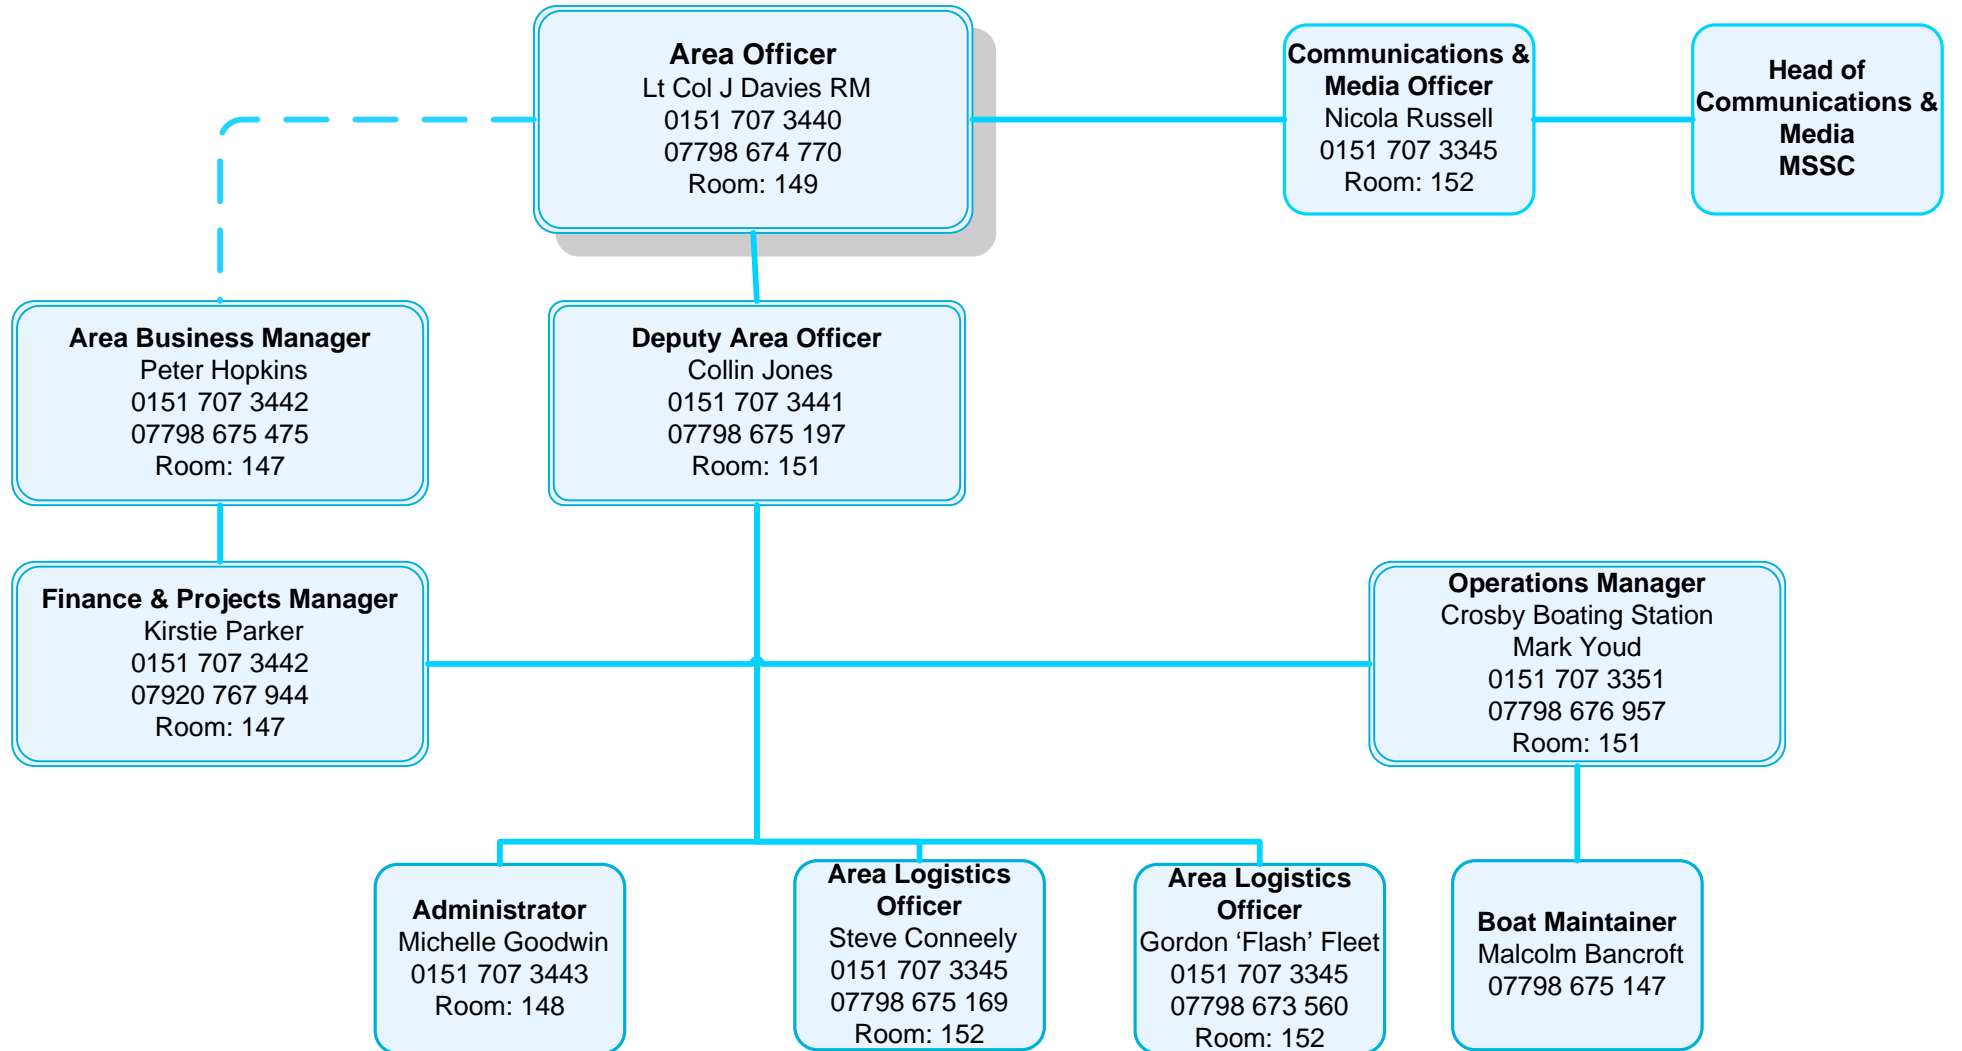 Area Officer
Lt Col J Davies RM
0151 707 3440
07798 674 770
Room: 149
Communications &
Media Officer
Nicola Russell
0151 707 3345
Room: 152
Head of
Communications &
Media
MSSC
Area Business Manager
Peter Hopkins
0151 707 3442
07798 675 475
Room: 147
Deputy Area Officer
Collin Jones
0151 707 3441
07798 675 197
Room: 151
Finance & Projects Manager
Kirstie Parker
0151 707 3442
07920 767 944
Room: 147
Operations Manager
Crosby Boating Station
Mark Youd
0151 707 3351
07798 676 957
Room: 151
Administrator
Michelle Goodwin
0151 707 3443
Room: 148
Area Logistics
Officer
Steve Conneely
0151 707 3345
07798 675 169
Room: 152
Area Logistics
Officer
Gordon ‘Flash’ Fleet
0151 707 3345
07798 673 560
Room: 152
Boat Maintainer
Malcolm Bancroft
07798 675 147